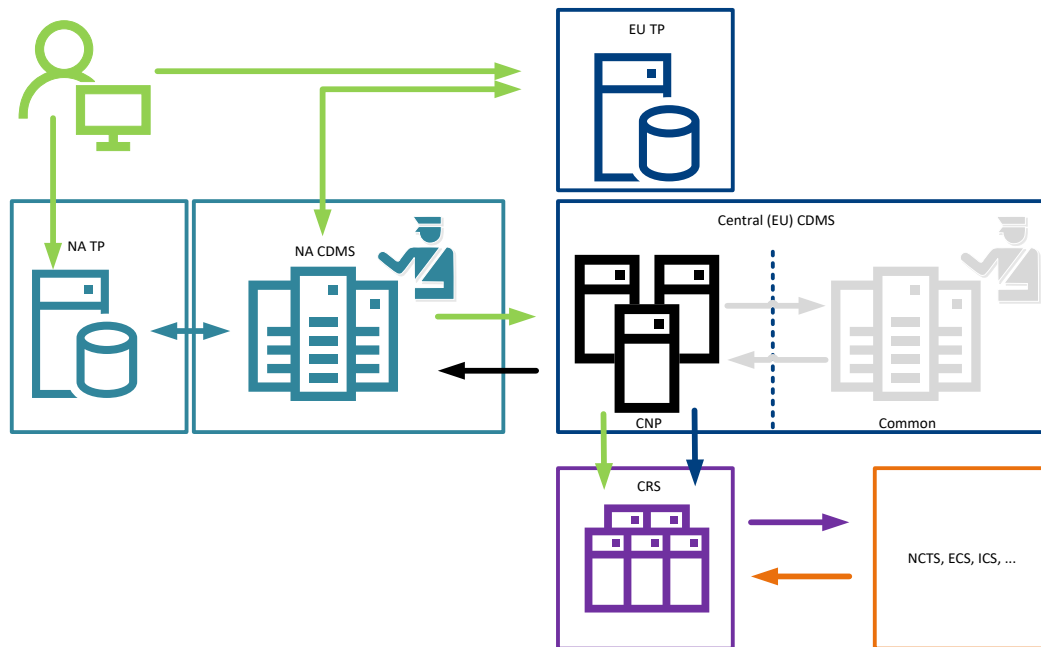 EU TP
NA TP
NA CDMS
Central (EU) CDMS
CNP
Common
CRS
NCTS, ECS, ICS, ...